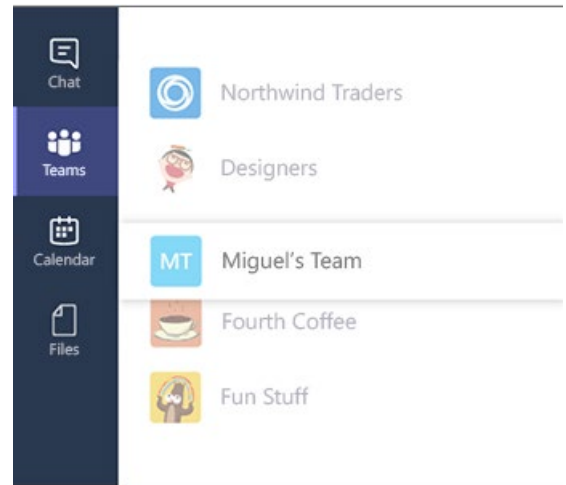 Chat
Teams
Calendar
Files
Northwind Traders
Designers
MT Miguel's Team
Fourth Coffee
Fun Stuff